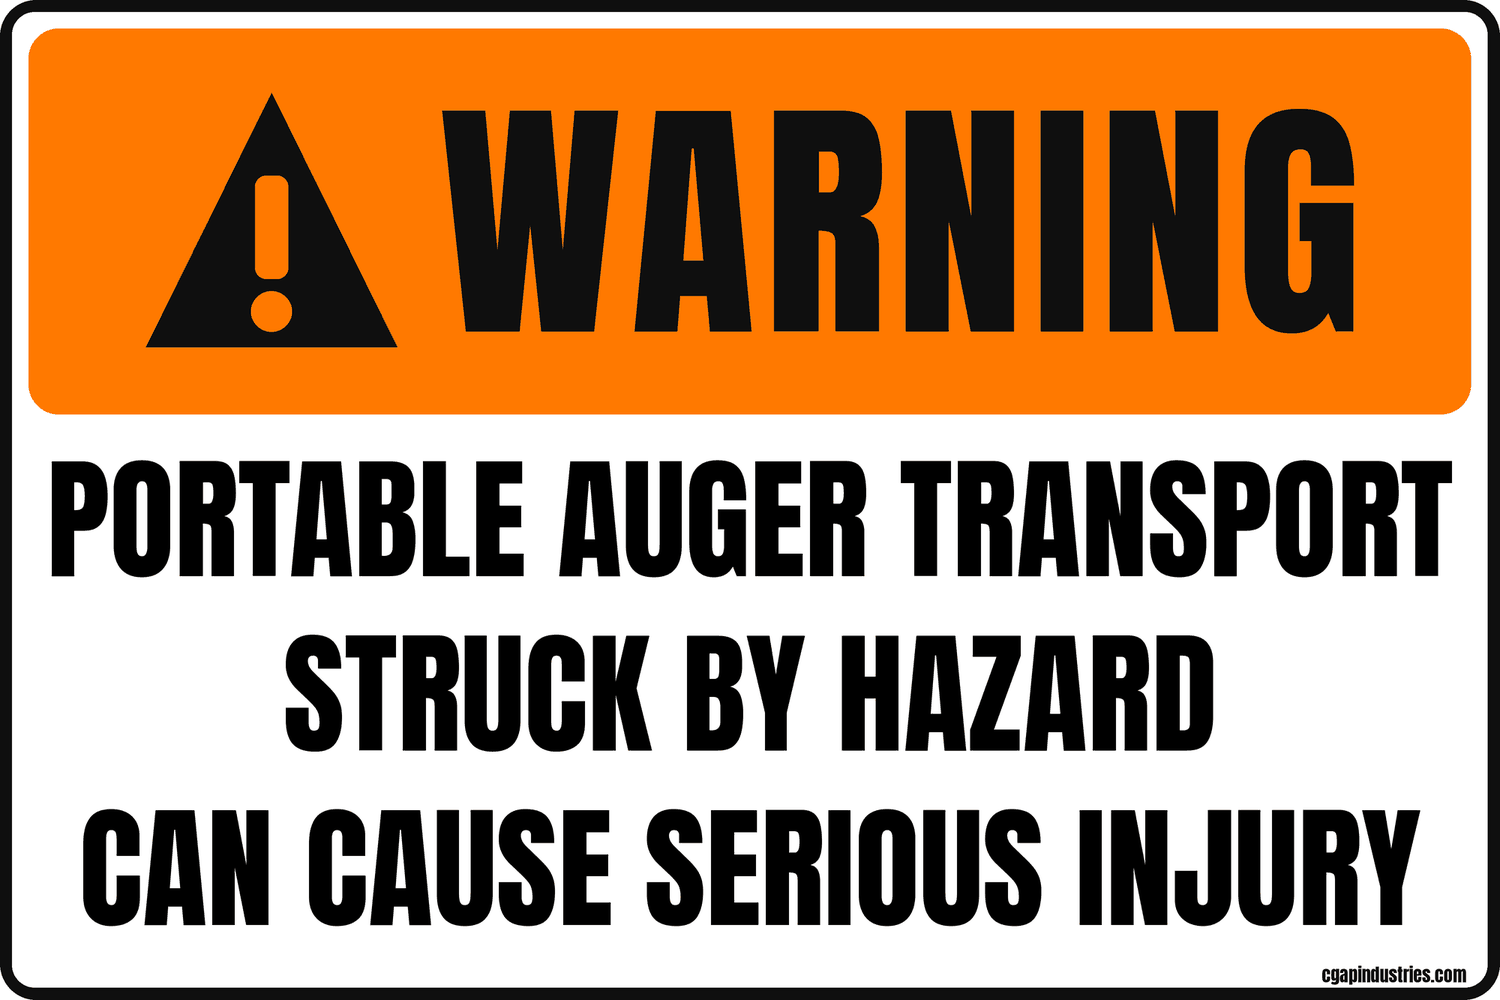 WARNING
PORTABLE AUGER TRANSPORT
STRUCK BY HAZARD
CAN CAUSE SERIOUS INJURY
cgapindustries.com